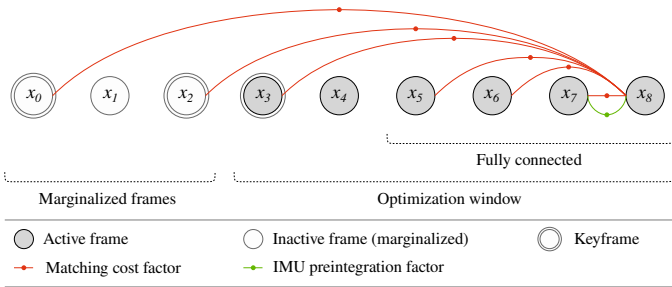 x0 x1 x2 x3 x4 x5 x6 x7 x8
Fully connected
Marginalized frames Optimization window
Active frame Inactive frame (marginalized) Keyframe
Matching cost factor IMU preintegration factor